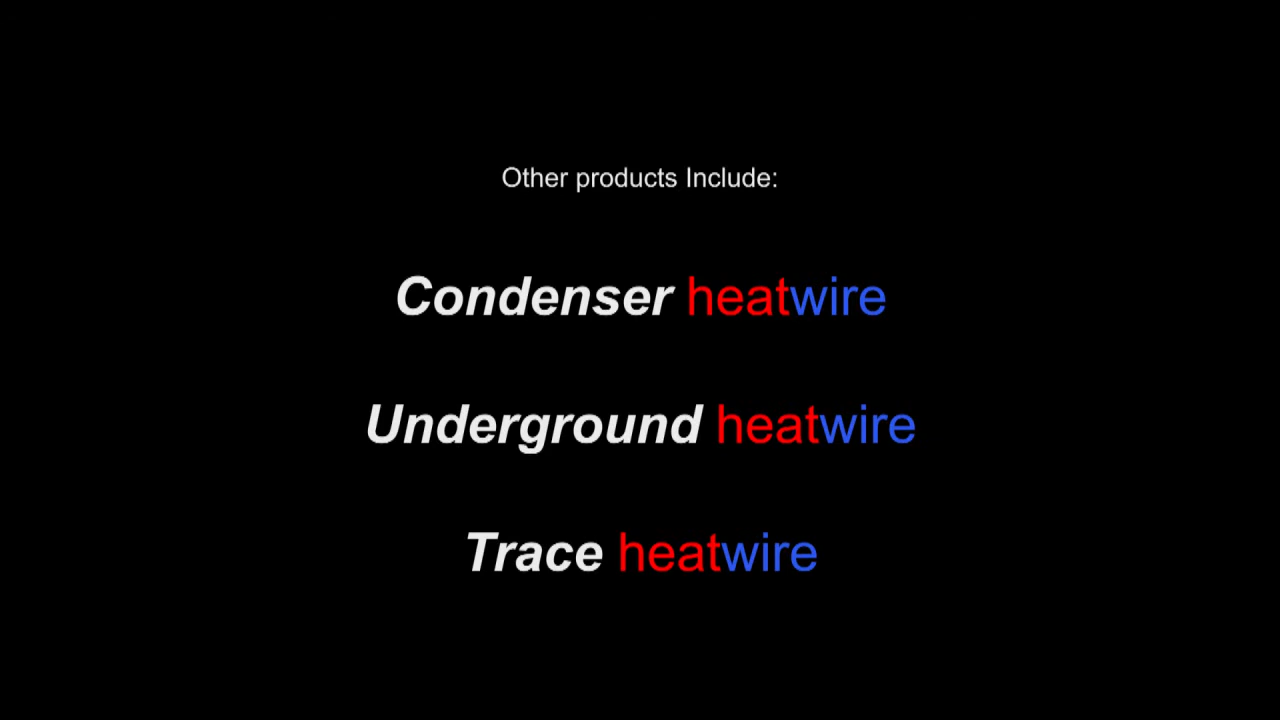 Other products Include:
Condenser heatwire
Underground heatwire
Trace heatwire